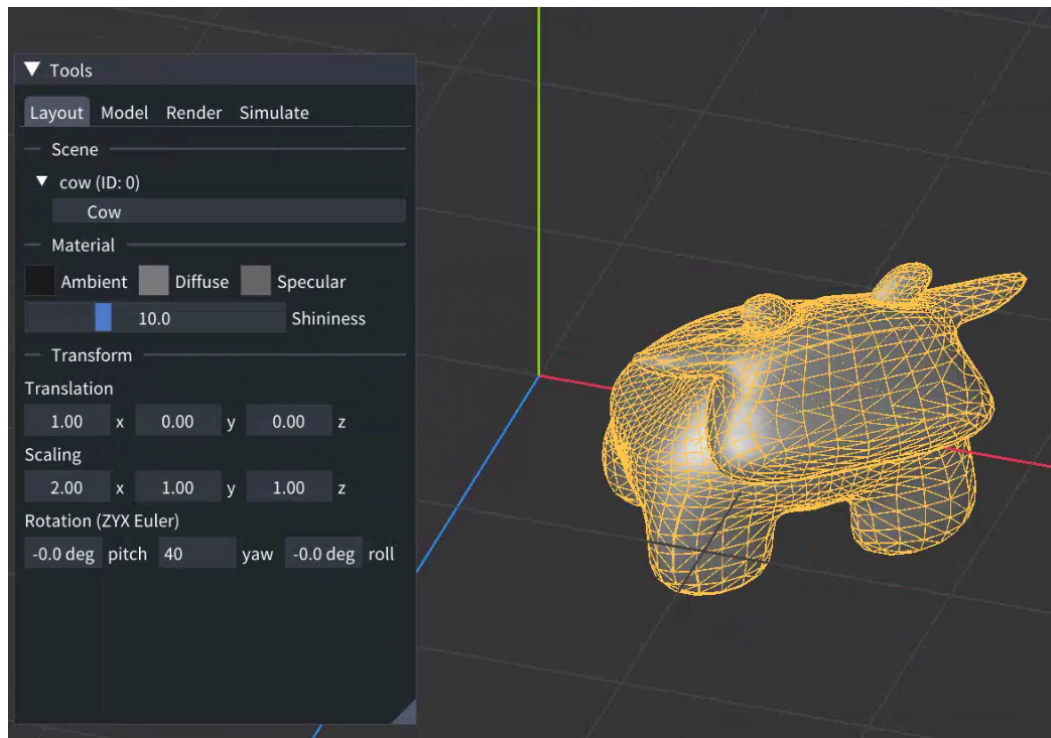 Tools
Layout Model Render Simulate
Scene
cow (ID: 0)
Cow
Material
Ambient Diffuse Specular
10.0 Shininess
Transform
Translation
1.00 x 0.00 y 0.00 z
Scaling
2.00 x 1.00 y 1.00 z
Rotation (ZYX Euler)
-0.0 deg pitch 40 yaw -0.0 deg roll